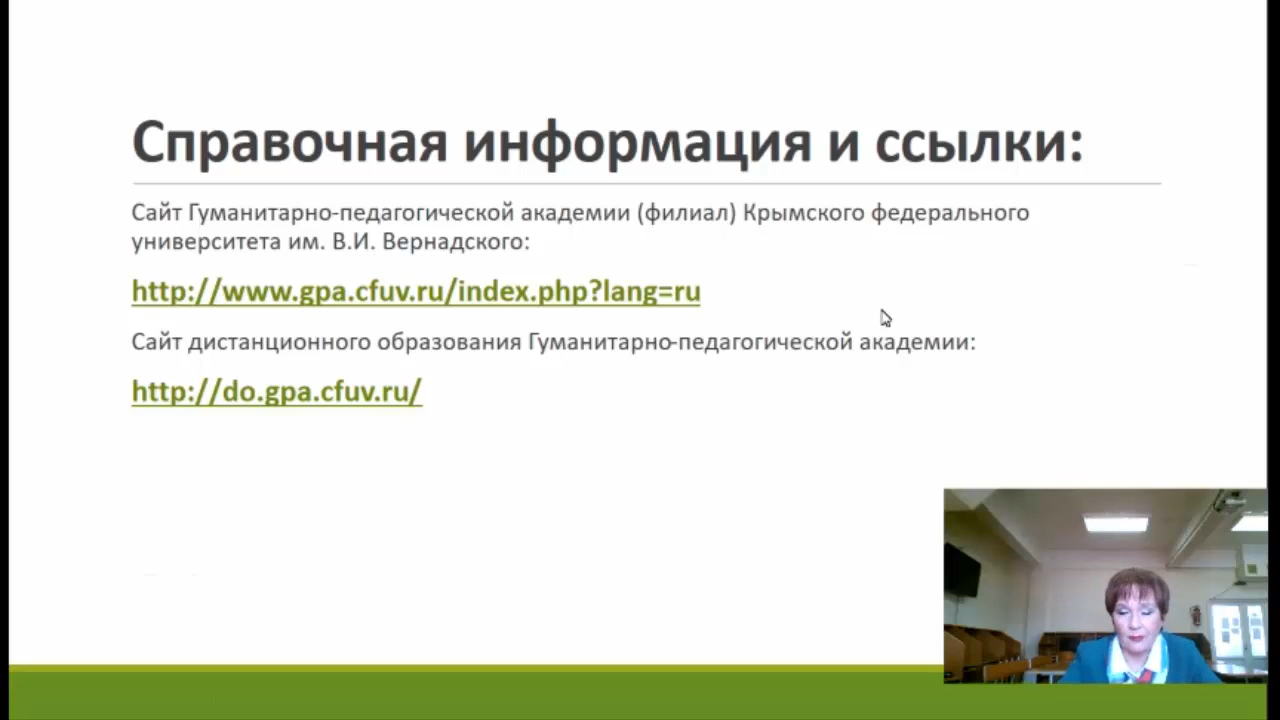 Справочная информация и ссылки:
Сайт Гуманитарно-педагогической академии (филиал) Крымского федерального
университета им. В.И. Вернадского:
http://www.gpa.cfuv.ru/index.php?lang=ru
Сайт дистанционного образования Гуманитарно-педагогической академии:
http://do.gpa.cfuv.ru/